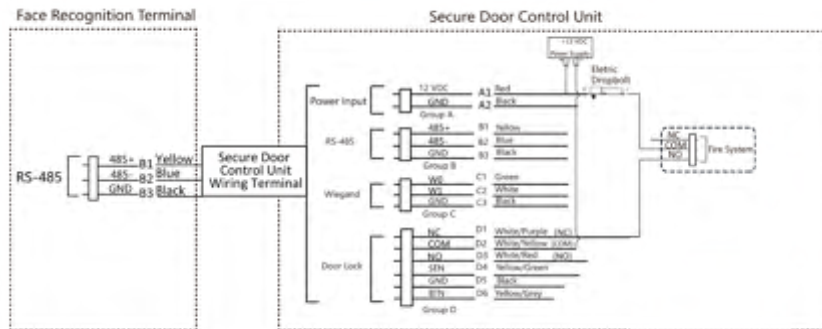 Face Recognition Terminal
Secure Door Control Unit
+12 VDC
Power Supply
Eletric
Dropbolt
Power Input
12 VDC A1 Red
GND A2 Black
Group A
RS-485
485+ B1 Yellow
485- B2 Blue
GND B3 Black
Group B
NC
COM
NO
Fire System
RS-485
485+ B1 Yellow
485- B2 Blue
GND B3 Black
Secure Door
Control Unit
Wiring Terminal
Wiegand
W0 C1 Green
W1 C2 White
GND C3 Black
Group C
Door Lock
NC D1 White/Purple (NC)
COM D2 White/Yellow (COM)
NO D3 White/Red (NO)
SEN D4 Yellow/Green
GND D5 Black
BTN D6 Yellow/Grey
Group D